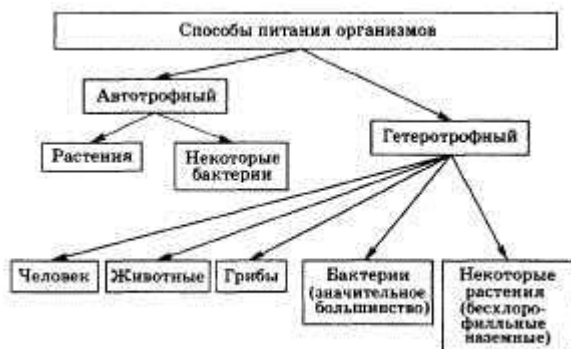 Способы питания организмов
Автотрофный
Гетеротрофный
Растения
Некоторые
бактерии
Человек
Животные
Грибы
Бактерии
(значительное
большинство)
Некоторые
растения
(бесхлоро-
филльные
наземные)